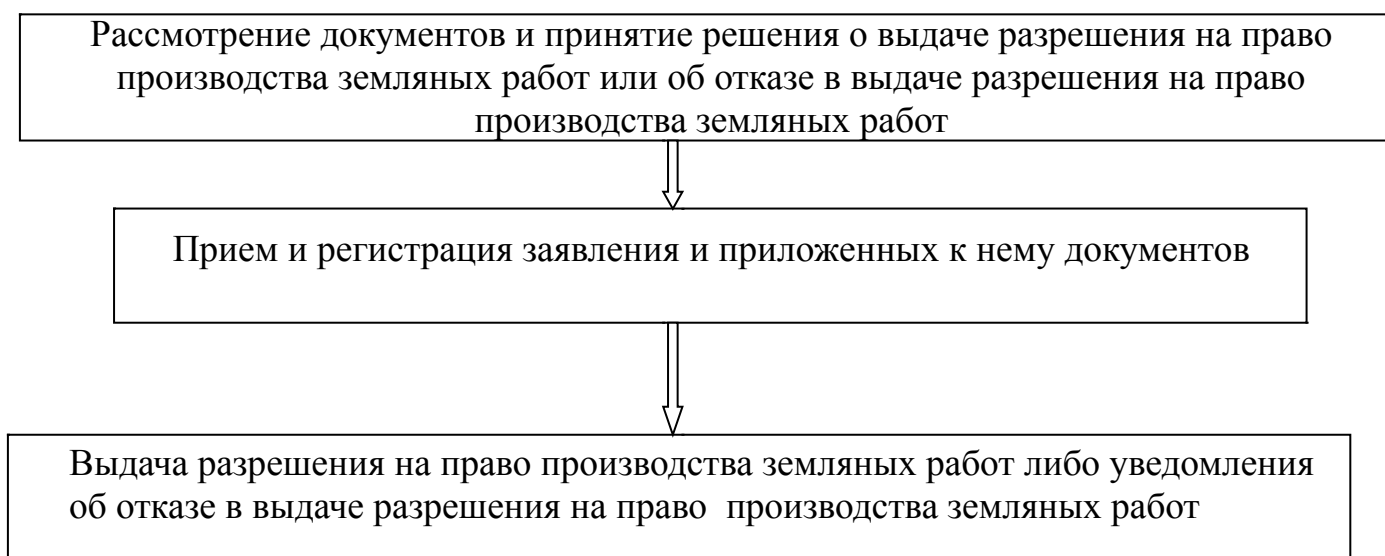 Рассмотрение документов и принятие решения о выдаче разрешения на право
производства земляных работ или об отказе в выдаче разрешения на право
производства земляных работ
Прием и регистрация заявления и приложенных к нему документов
Выдача разрешения на право производства земляных работ либо уведомления
об отказе в выдаче разрешения на право производства земляных работ